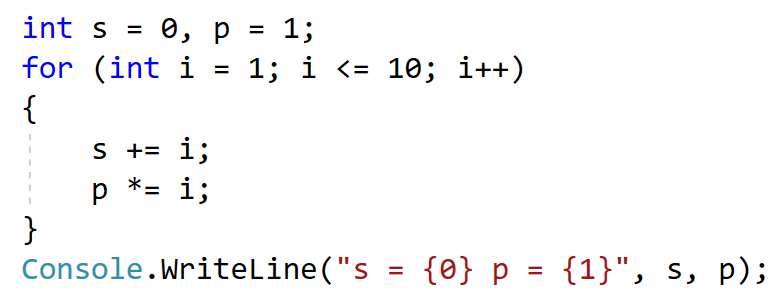 int s = 0, p = 1;
for (int i = 1; i <= 10; i++)
{
    s += i;
    p *= i;
}
Console.WriteLine("s = {0} p = {1}", s, p);